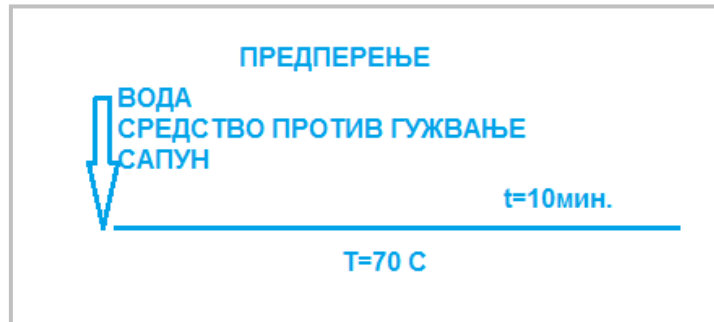 ПРЕДПЕРЕЊЕ
ВОДА
СРЕДСТВО ПРОТИВ ГУЖВАЊЕ
САПУН
t=10мин.
T=70 C